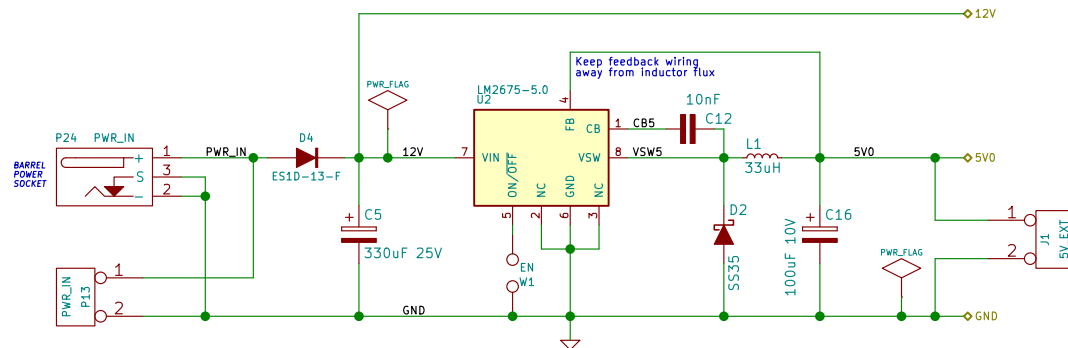 12V
Keep feedback wiring
away from inductor flux
PWR_FLAG
LM2675-5.0
U2
4
FB
10nF
C12
P24 PWR_IN
D4
1
CB
CB5
L1
+
1
PWR_IN
12V
7
VIN
VSW
8
VSW5
5V0
5V0
BARREL
POWER
SOCKET
S
3
ES1D-13-F
33uH
-
2
ON/OFF
NC
GND
NC
5
2
6
3
+
C5
330uF 25V
D2
SS35
+
C16
100uF 10V
1
2
J1
5V_EXT
PWR_FLAG
EN
W1
PWR_IN
P13
1
2
GND
GND